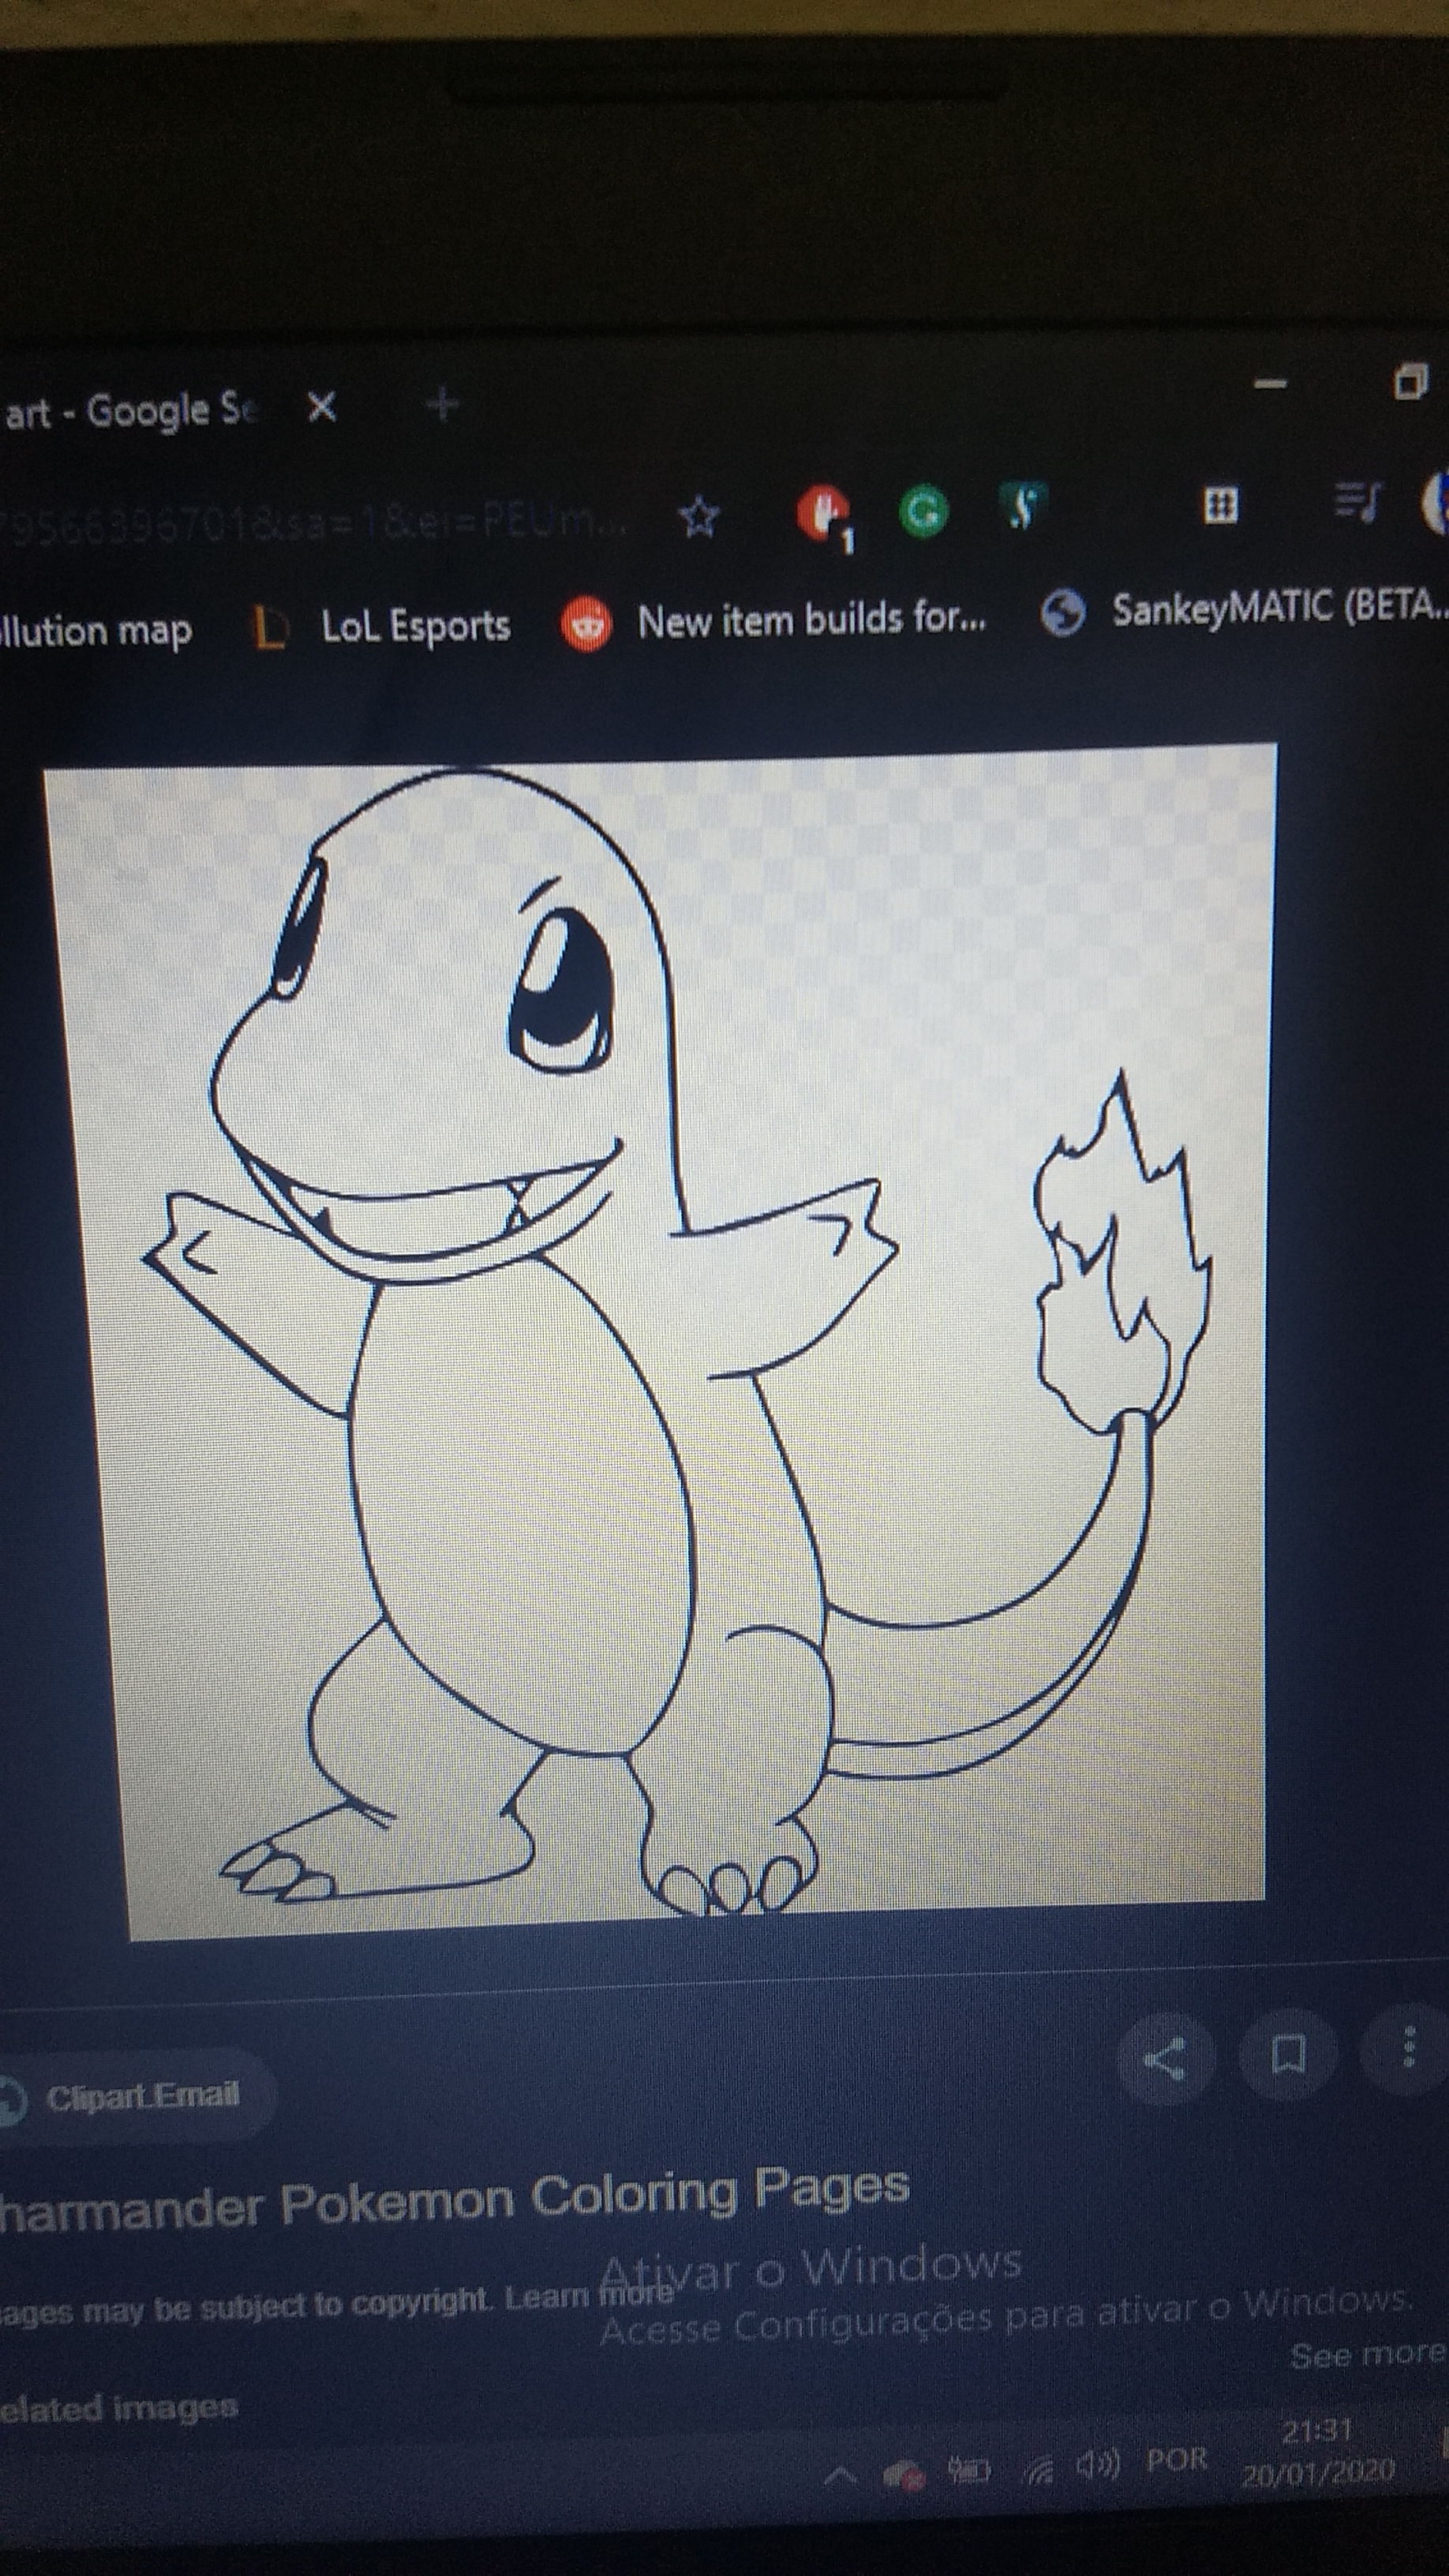 art - Google Se
79566396701&sa=1&ei=PEUm...
1
llution map
LoL Esports
New item builds for...
SankeyMATIC (BETA...
Clipart.Email
harmander Pokemon Coloring Pages
Ativar o Windows
ages may be subject to copyright. Learn more
Acesse Configurações para ativar o Windows.
See more
elated images
21:31
POR
20/01/2020